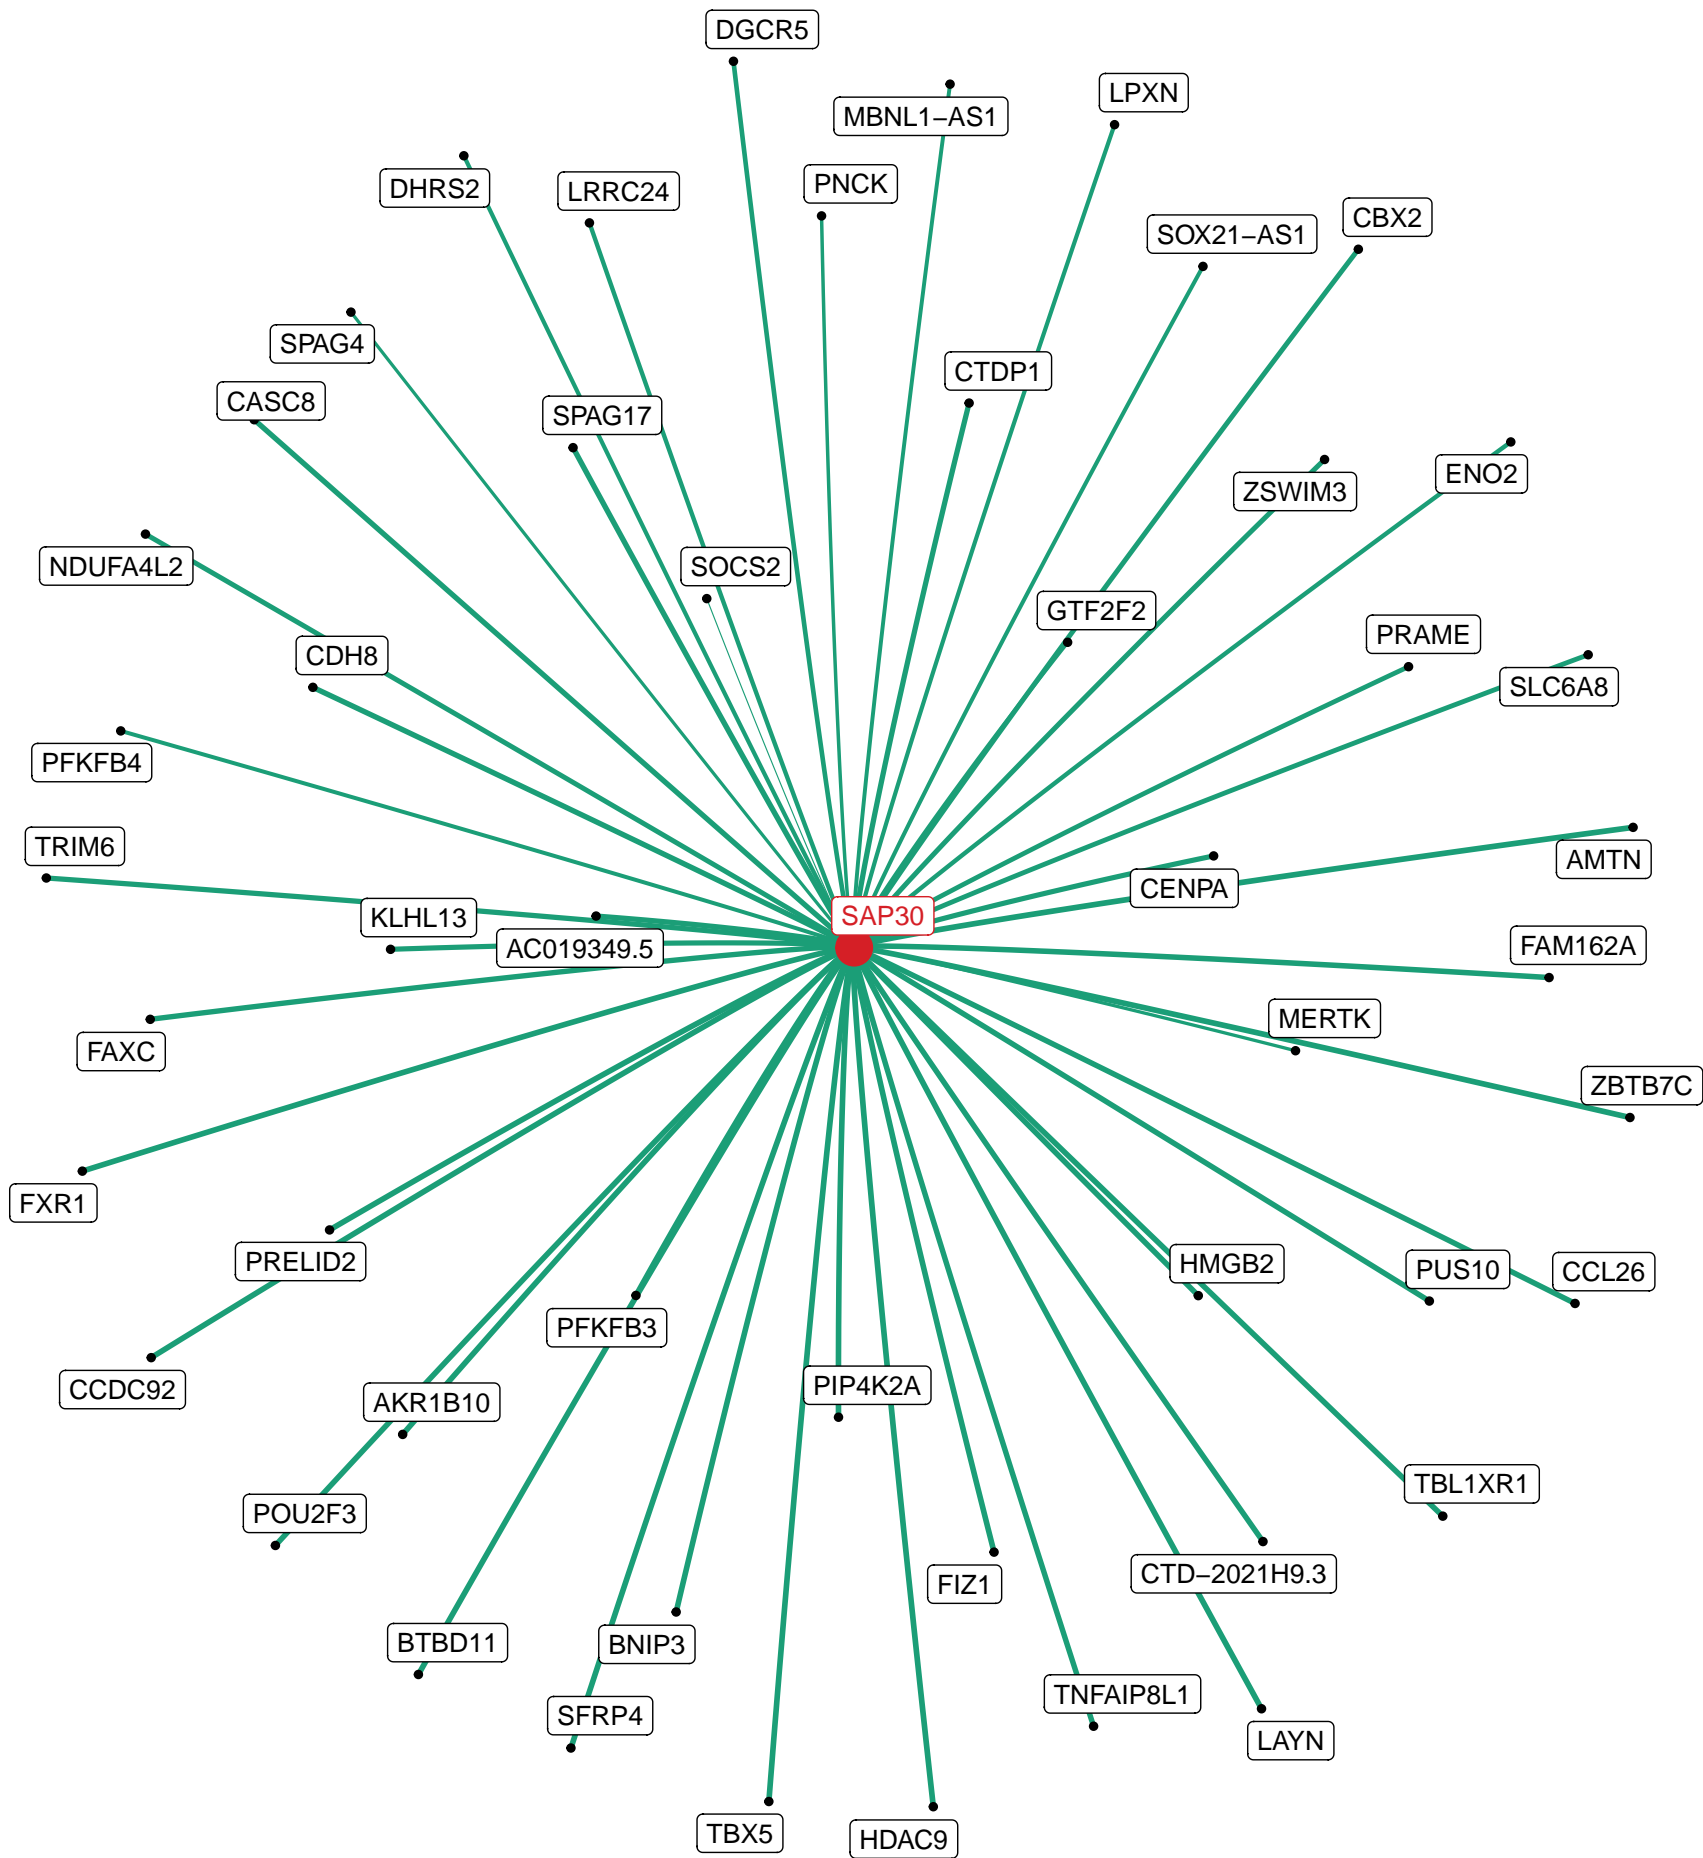 DGCR5
LPXN
MBNL1−AS1
PNCK
DHRS2
LRRC24
CBX2
SOX21−AS1
SPAG4
CTDP1
CASC8
SPAG17
ENO2
ZSWIM3
NDUFA4L2
SOCS2
GTF2F2
PRAME
CDH8
SLC6A8
PFKFB4
TRIM6
AMTN
CENPA
SAP30
KLHL13
AC019349.5
FAM162A
MERTK
FAXC
ZBTB7C
FXR1
PRELID2
HMGB2
PUS10
CCL26
PFKFB3
PIP4K2A
CCDC92
AKR1B10
TBL1XR1
POU2F3
CTD−2021H9.3
FIZ1
BTBD11
BNIP3
TNFAIP8L1
SFRP4
LAYN
TBX5
HDAC9